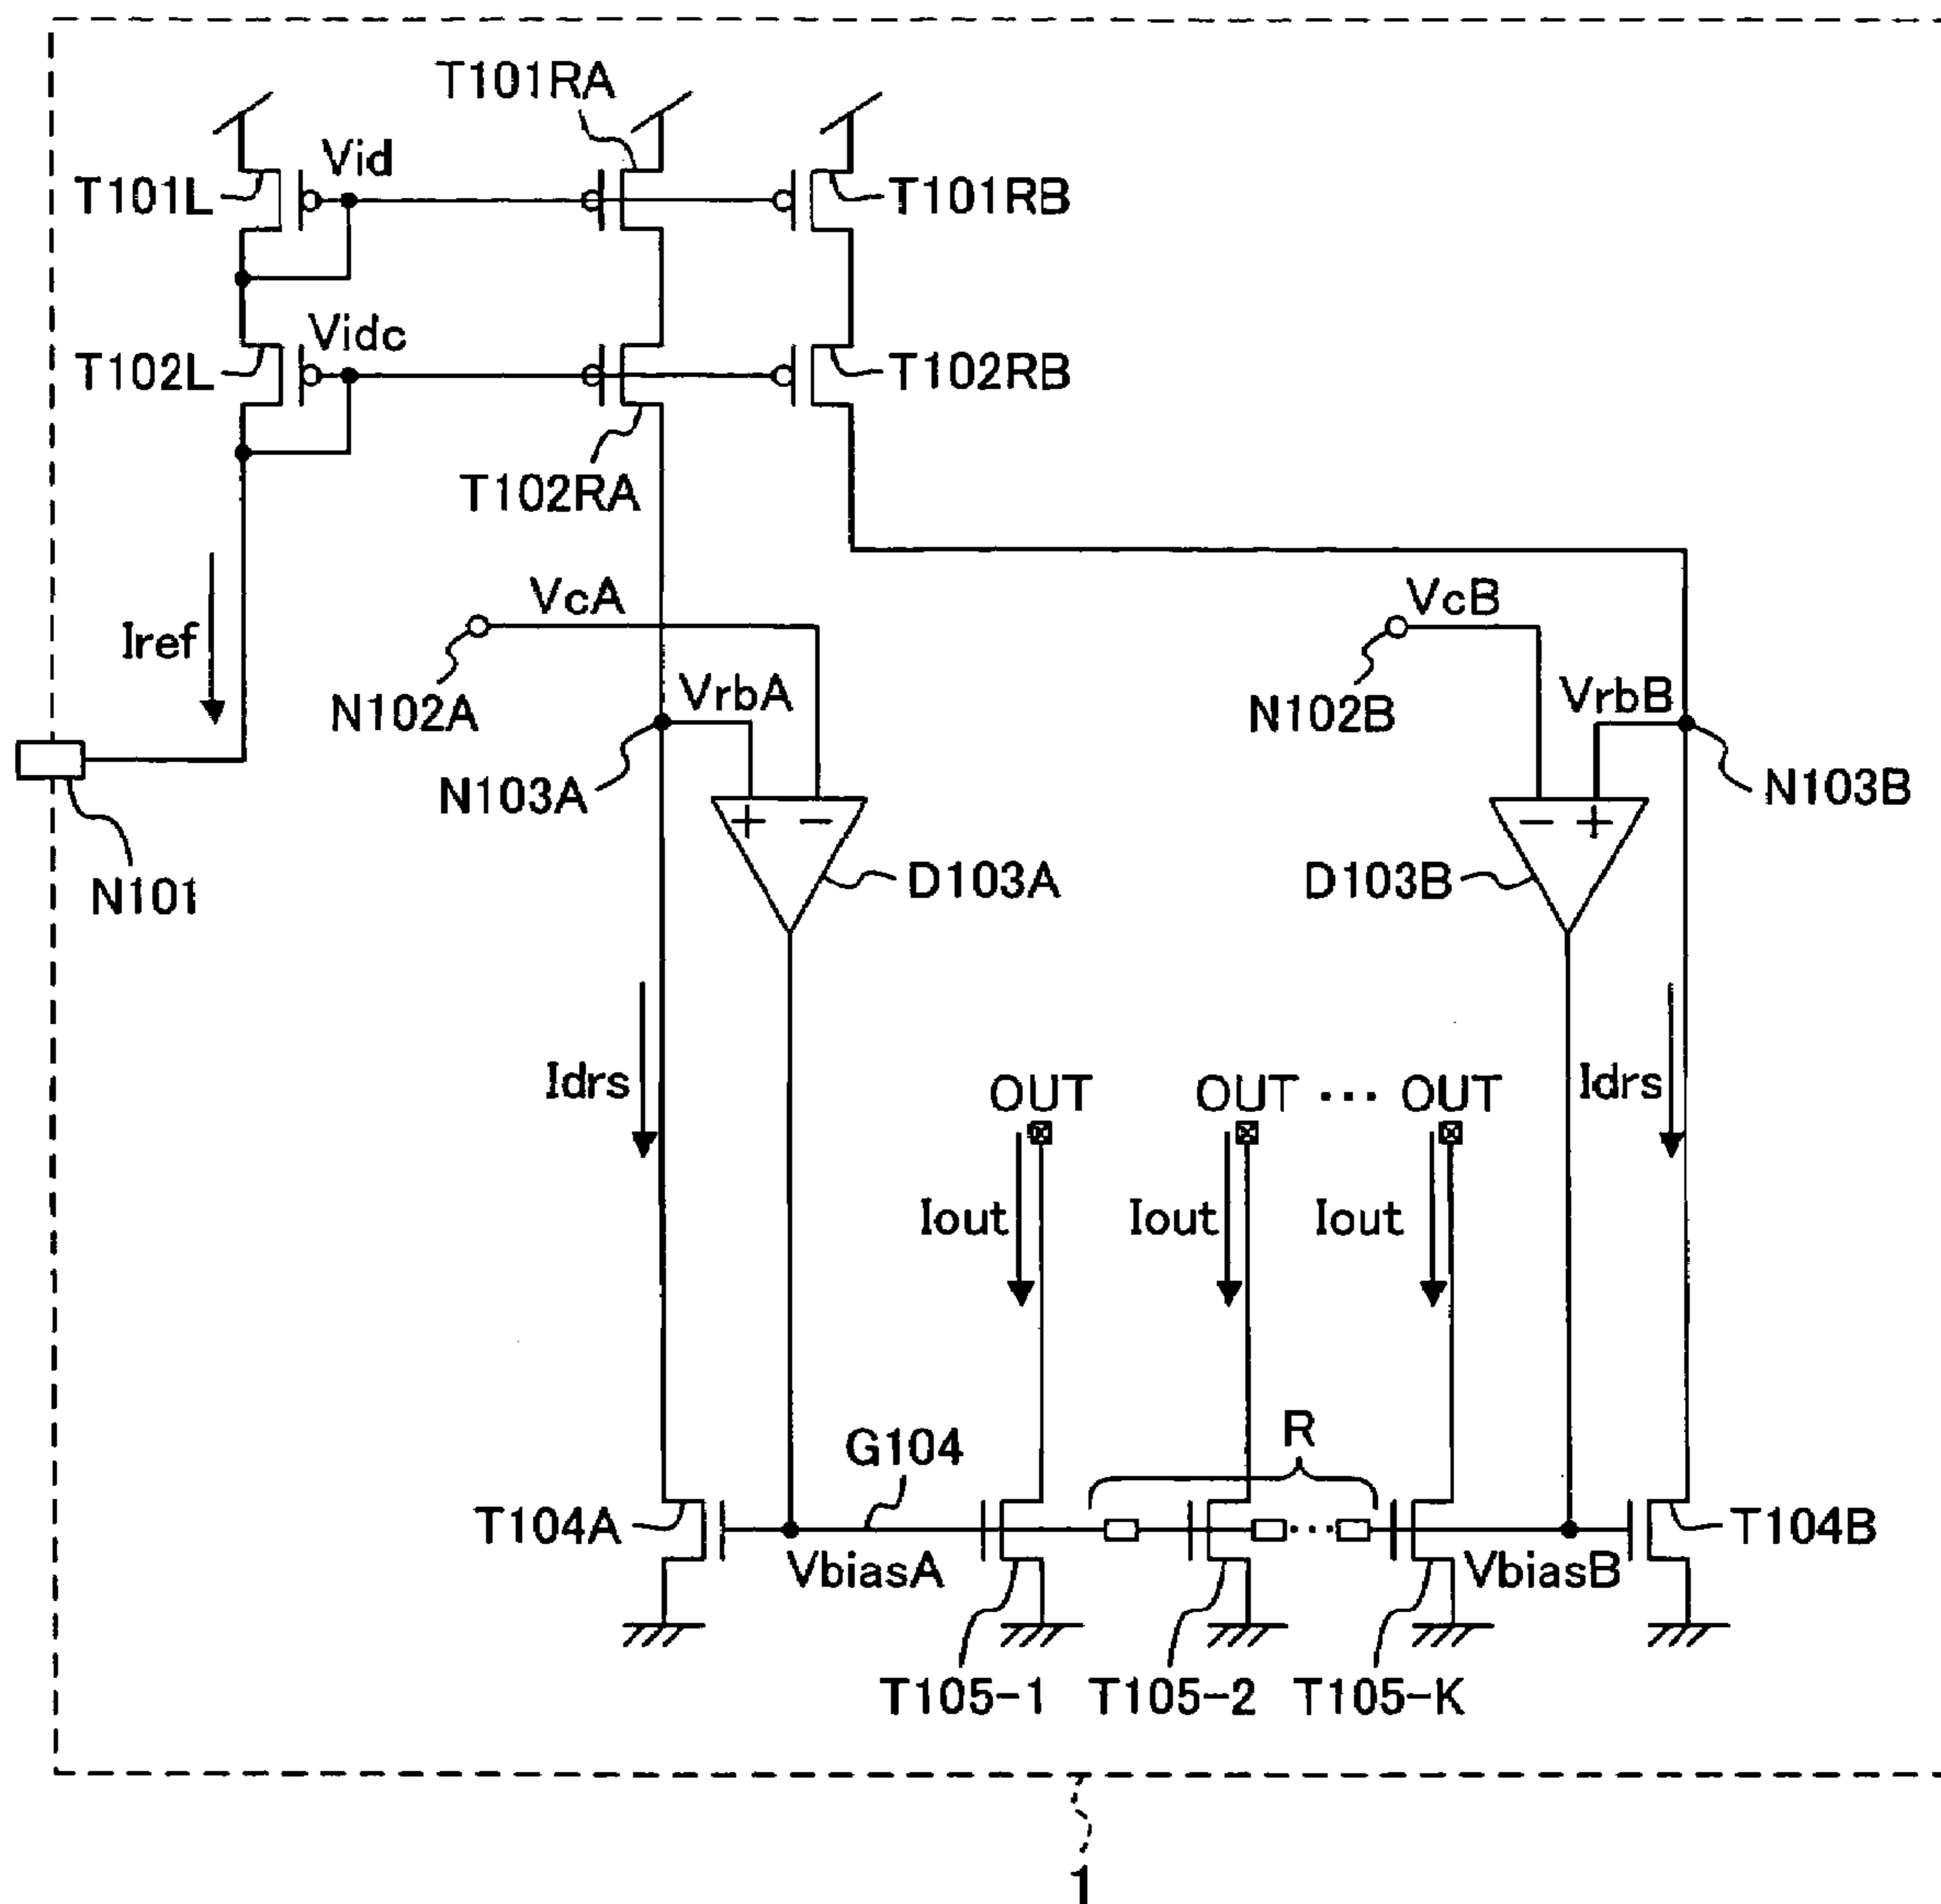 T101RA
Vid
T101L
T101RB
Vidc
T102L
T102RB
T102RA
VcA
VcB
Iref
N102A
VrbA
N102B
VrbB
N103A
N103B
+ −
− +
D103A
D103B
N101
Idrs
OUT
OUT ··· OUT
Idrs
Iout
Iout
Iout
R
G104
T104A
T104B
VbiasA
VbiasB
T105-1
T105-2
T105-K
1